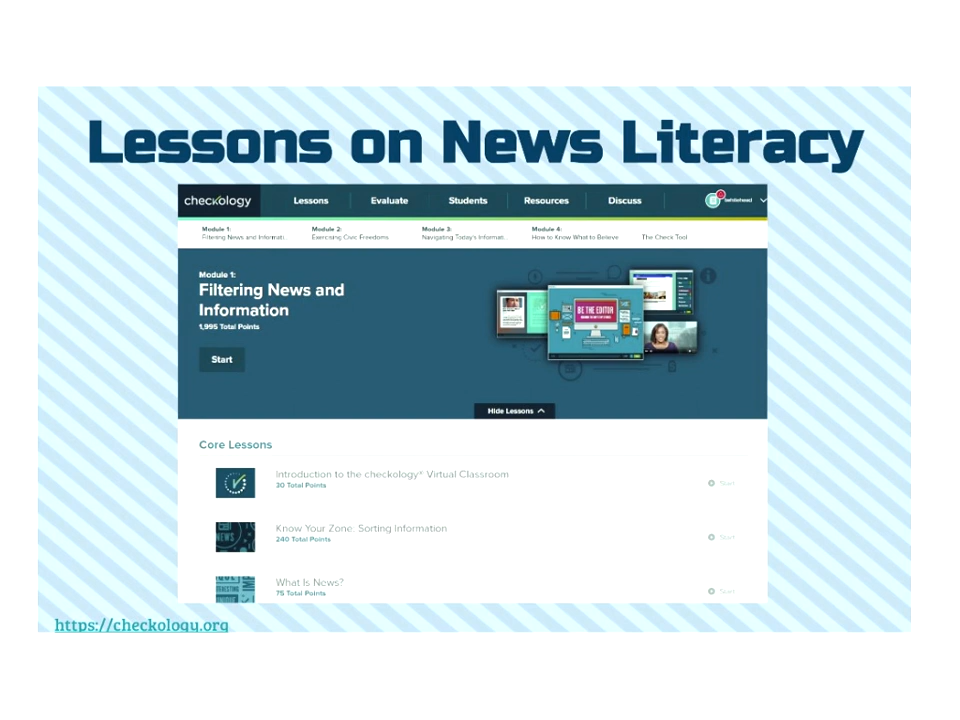 Lessons on News Literacy
checkology
Lessons
Evaluate
Students
Resources
Discuss
Module 1:
Filtering News and Informati...
Module 2:
Exercising Civic Freedoms
Module 3:
Navigating Today's Informat...
Module 4:
How to Know What to Believe
The Check Tool
Module 1:
Filtering News and
Information
1,995 Total Points
Start
BE THE EDITOR
Hide Lessons
Core Lessons
Introduction to the checkology® Virtual Classroom
30 Total Points
Start
NEWS
Know Your Zone: Sorting Information
240 Total Points
Start
What Is News?
75 Total Points
Start
https://checkology.org